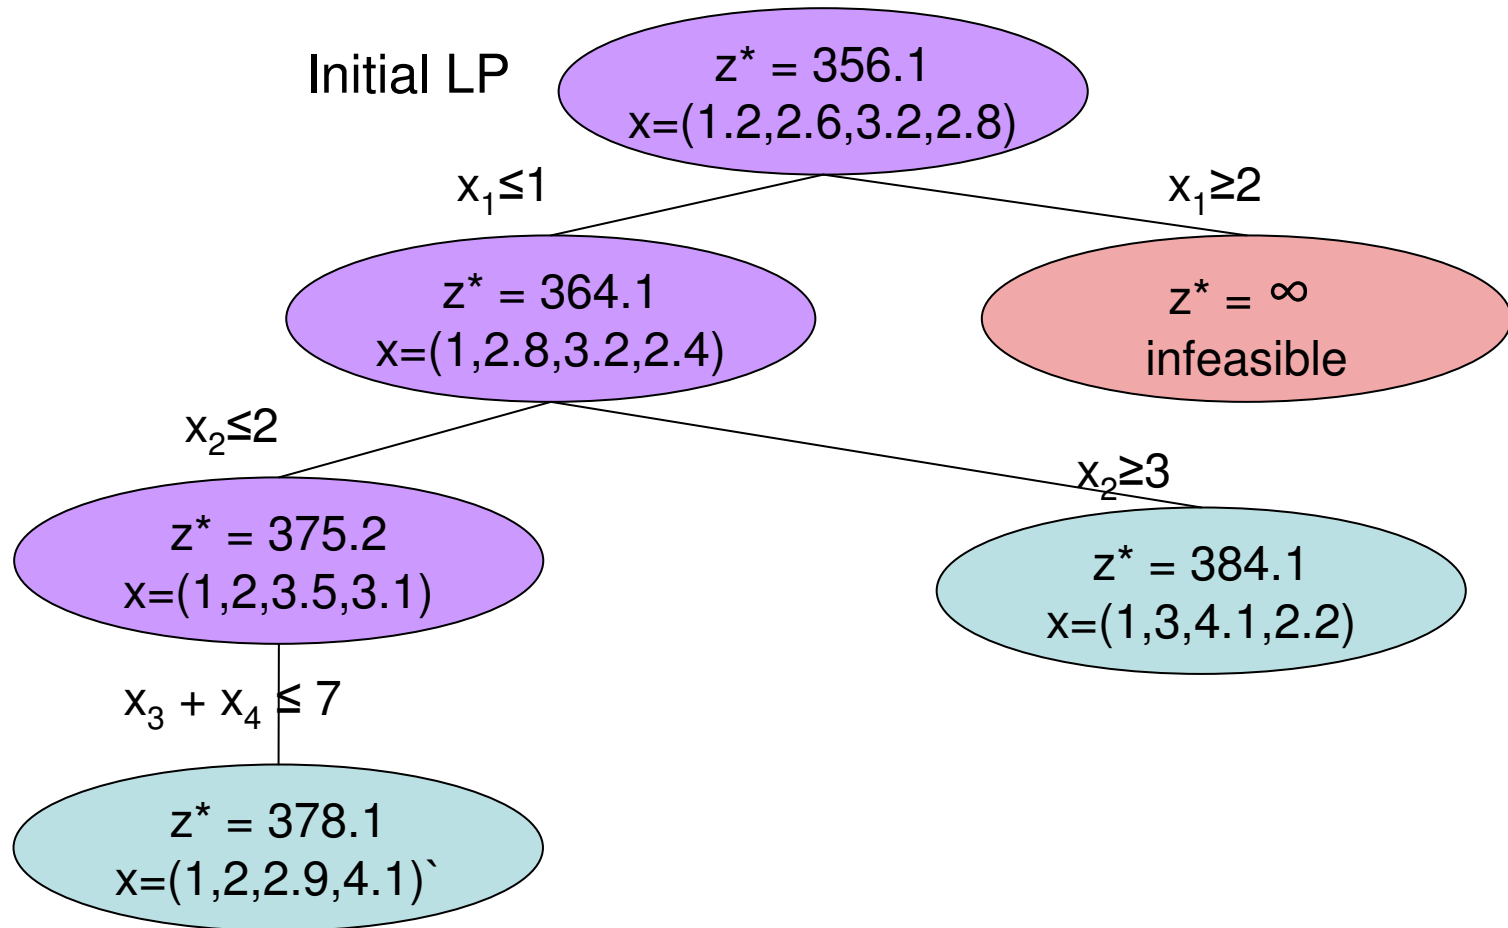 Initial LP
z* = 356.1
x=(1.2,2.6,3.2,2.8)
x₁≤1
x₁≥2
z* = 364.1
x=(1,2.8,3.2,2.4)
z* = ∞
infeasible
x₂≤2
x₂≥3
z* = 375.2
x=(1,2,3.5,3.1)
z* = 384.1
x=(1,3,4.1,2.2)
x₃ + x₄ ≤ 7
z* = 378.1
x=(1,2,2.9,4.1)`